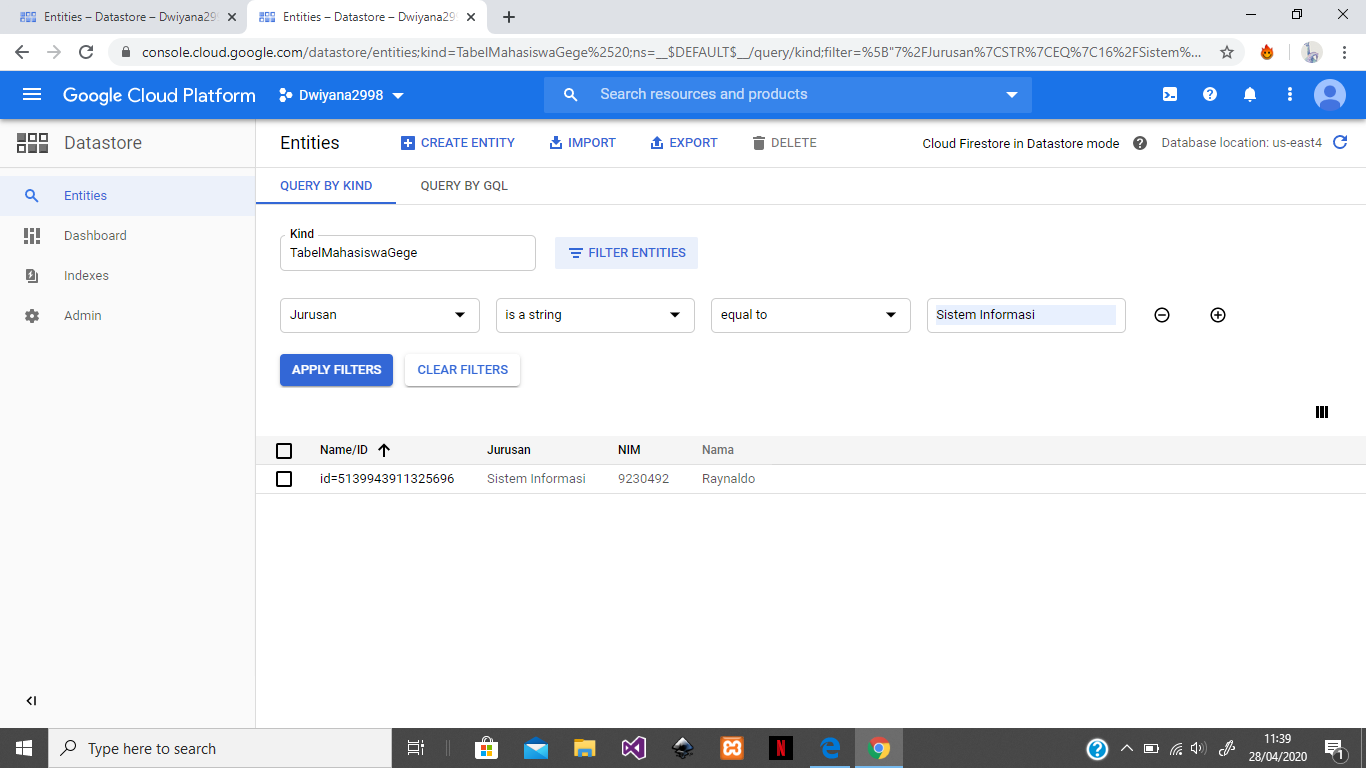 Entities – Datastore – Dwiyana299
Entities – Datastore – Dwiyana299
console.cloud.google.com/datastore/entities;kind=TabelMahasiswaGege%2520;ns=__$DEFAULT$__/query/kind;filter=%5B"7%2FJurusan%7CSTR%7CEQ%7C16%2FSistem%...
Google Cloud Platform
Dwiyana2998
Search resources and products
Datastore
Entities
CREATE ENTITY
IMPORT
EXPORT
DELETE
Cloud Firestore in Datastore mode
Database location: us-east4
Entities
Dashboard
Indexes
Admin
QUERY BY KIND
QUERY BY GQL
Kind
TabelMahasiswaGege
FILTER ENTITIES
Jurusan
is a string
equal to
Sistem Informasi
APPLY FILTERS
CLEAR FILTERS
Name/ID
Jurusan
NIM
Nama
id=5139943911325696
Sistem Informasi
9230492
Raynaldo
Type here to search
11:39
28/04/2020
1